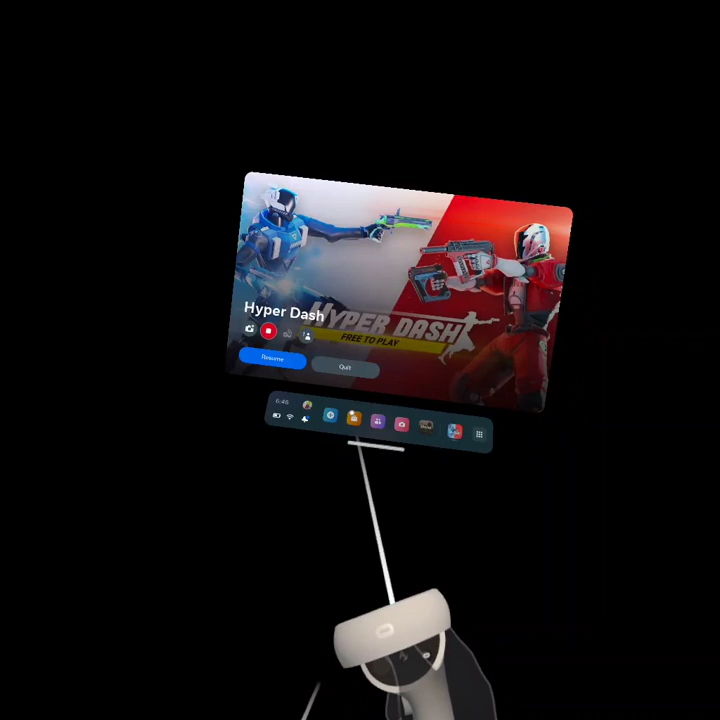 Hyper Dash
HYPER DASH
FREE TO PLAY
Resume
Quit
6:46